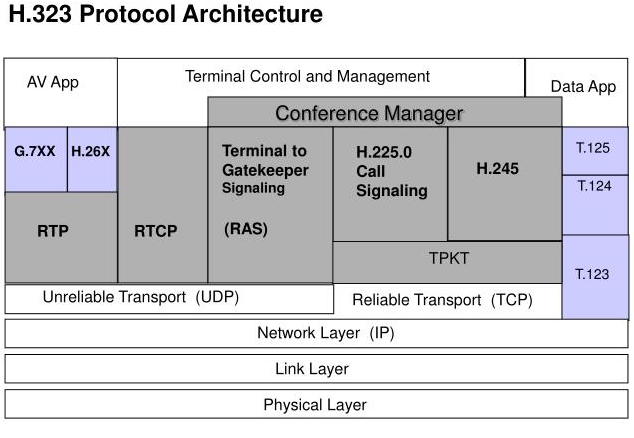 H.323 Protocol Architecture
AV App
Terminal Control and Management
Data App
Conference Manager
G.7XX
H.26X
RTP
RTCP
Terminal to
Gatekeeper
Signaling
(RAS)
H.225.0
Call
Signaling
H.245
TPKT
T.125
T.124
T.123
Unreliable Transport (UDP)
Reliable Transport (TCP)
Network Layer (IP)
Link Layer
Physical Layer